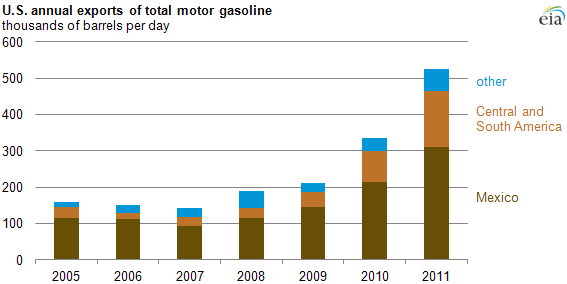 U.S. annual exports of total motor gasoline
thousands of barrels per day
eia
600
500
400
300
200
100
0
other
Central and
South America
Mexico
2005 2006 2007 2008 2009 2010 2011